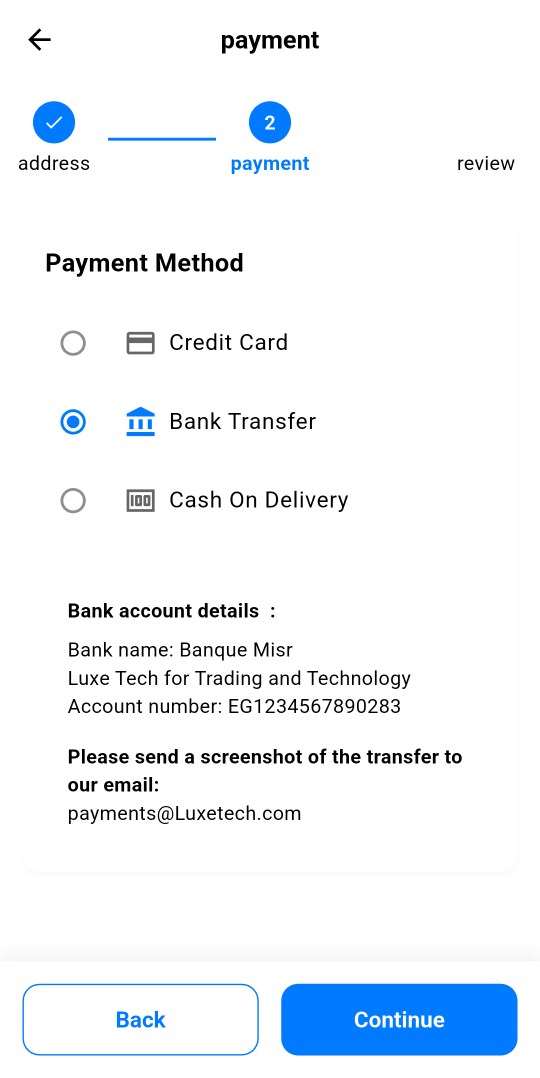 payment
2
address
payment
review
Payment Method
Credit Card
Bank Transfer
100
Cash On Delivery
Bank account details  :
Bank name: Banque Misr
Luxe Tech for Trading and Technology
Account number: EG1234567890283
Please send a screenshot of the transfer to
our email:
payments@Luxetech.com
Back
Continue